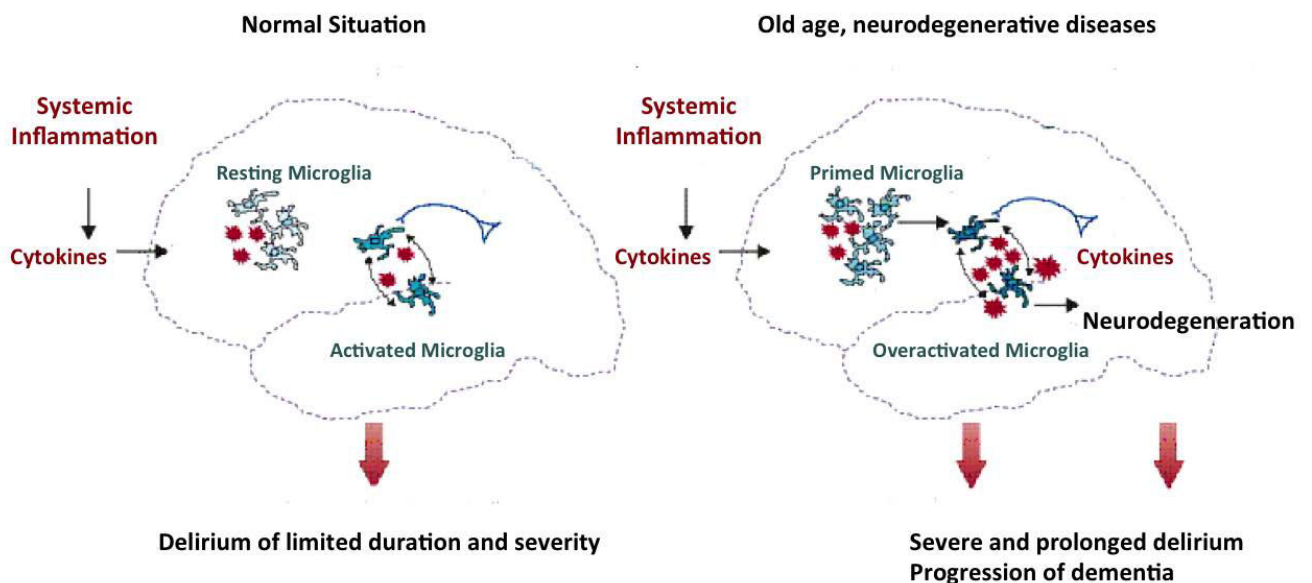 Normal Situation
Systemic
Inflammation
Resting Microglia
Cytokines
Activated Microglia
Delirium of limited duration and severity
Old age, neurodegenerative diseases
Systemic
Inflammation
Primed Microglia
Cytokines
Cytokines
Neurodegeneration
Overactivated Microglia
Severe and prolonged delirium
Progression of dementia